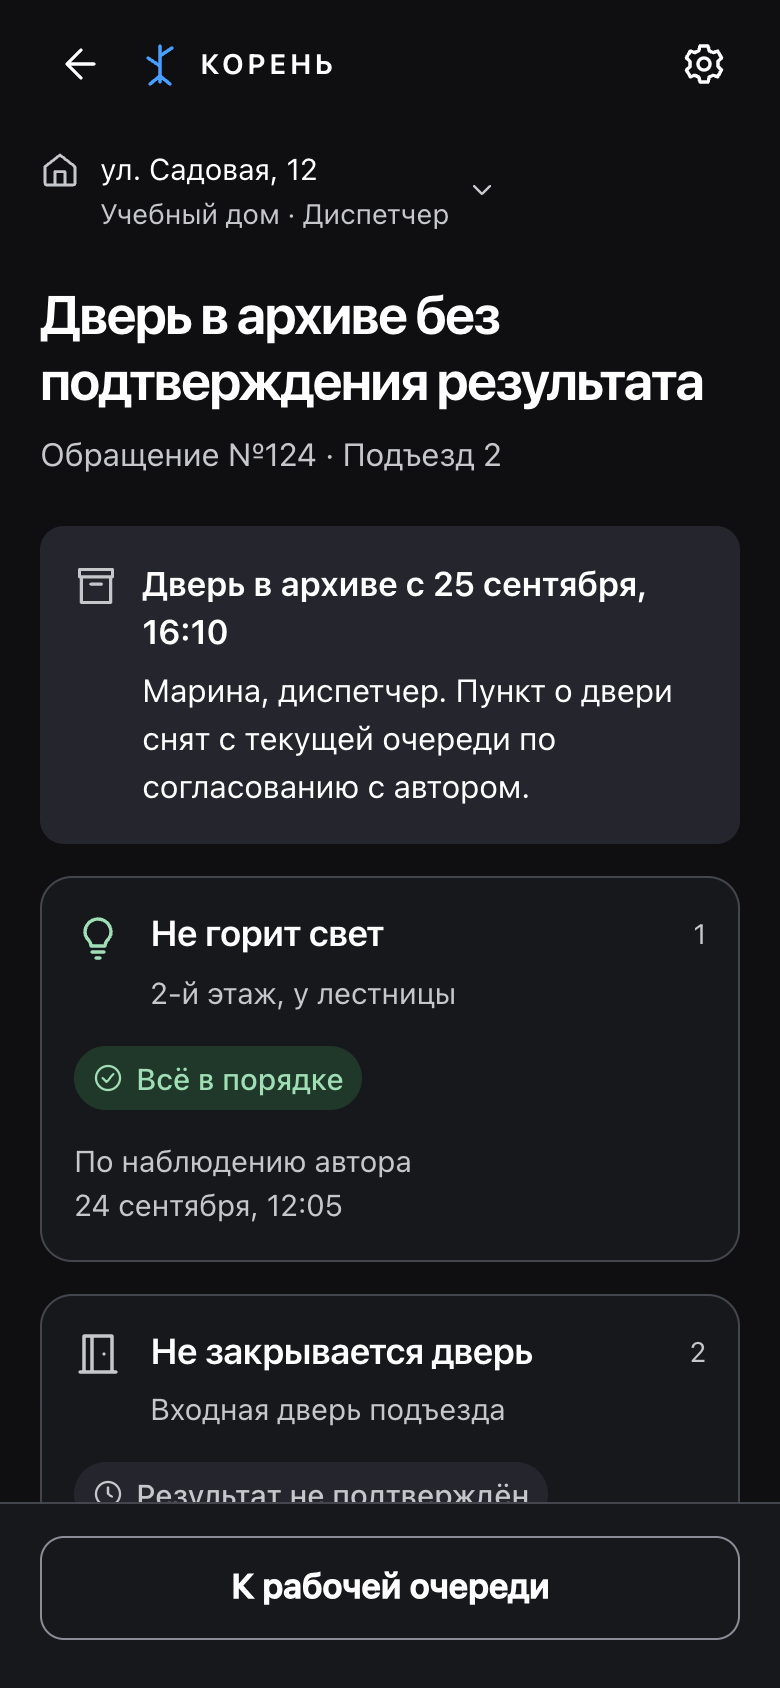 КОРЕНЬ
ул. Садовая, 12
Учебный дом · Диспетчер
Дверь в архиве без
подтверждения результата
Обращение №124 · Подъезд 2
Дверь в архиве с 25 сентября,
16:10
Марина, диспетчер. Пункт о двери
снят с текущей очереди по
согласованию с автором.
Не горит свет 1
2-й этаж, у лестницы
Всё в порядке
По наблюдению автора
24 сентября, 12:05
Не закрывается дверь 2
Входная дверь подъезда
Результат не подтверждён
К рабочей очереди